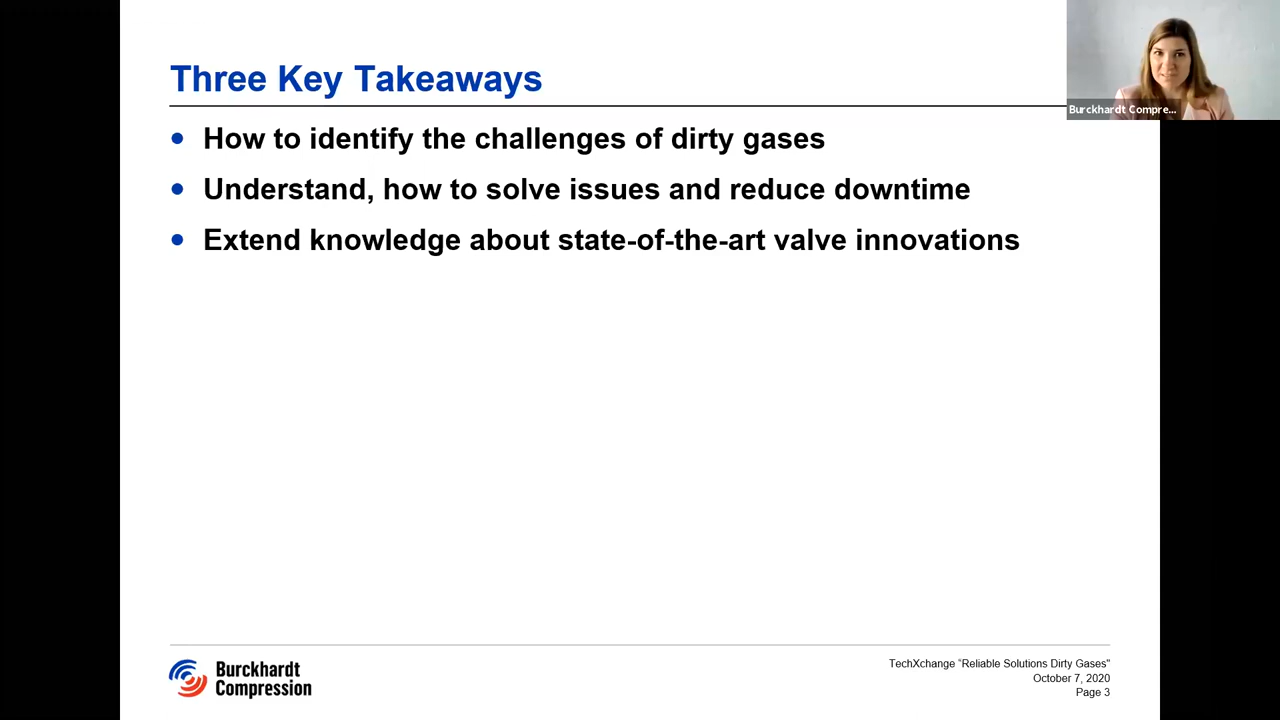 Three Key Takeaways
Burckhardt Compre...
• How to identify the challenges of dirty gases
• Understand, how to solve issues and reduce downtime
• Extend knowledge about state-of-the-art valve innovations
Burckhardt
Compression
TechXchange "Reliable Solutions Dirty Gases"
October 7, 2020
Page 3